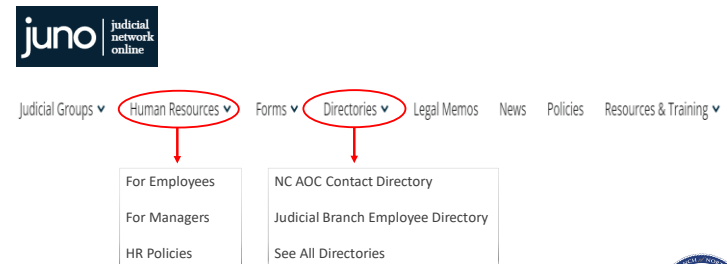 juno judicial
network
online
Judicial Groups Human Resources Forms Directories Legal Memos News Policies Resources & Training
For Employees
For Managers
HR Policies
NC AOC Contact Directory
Judicial Branch Employee Directory
See All Directories